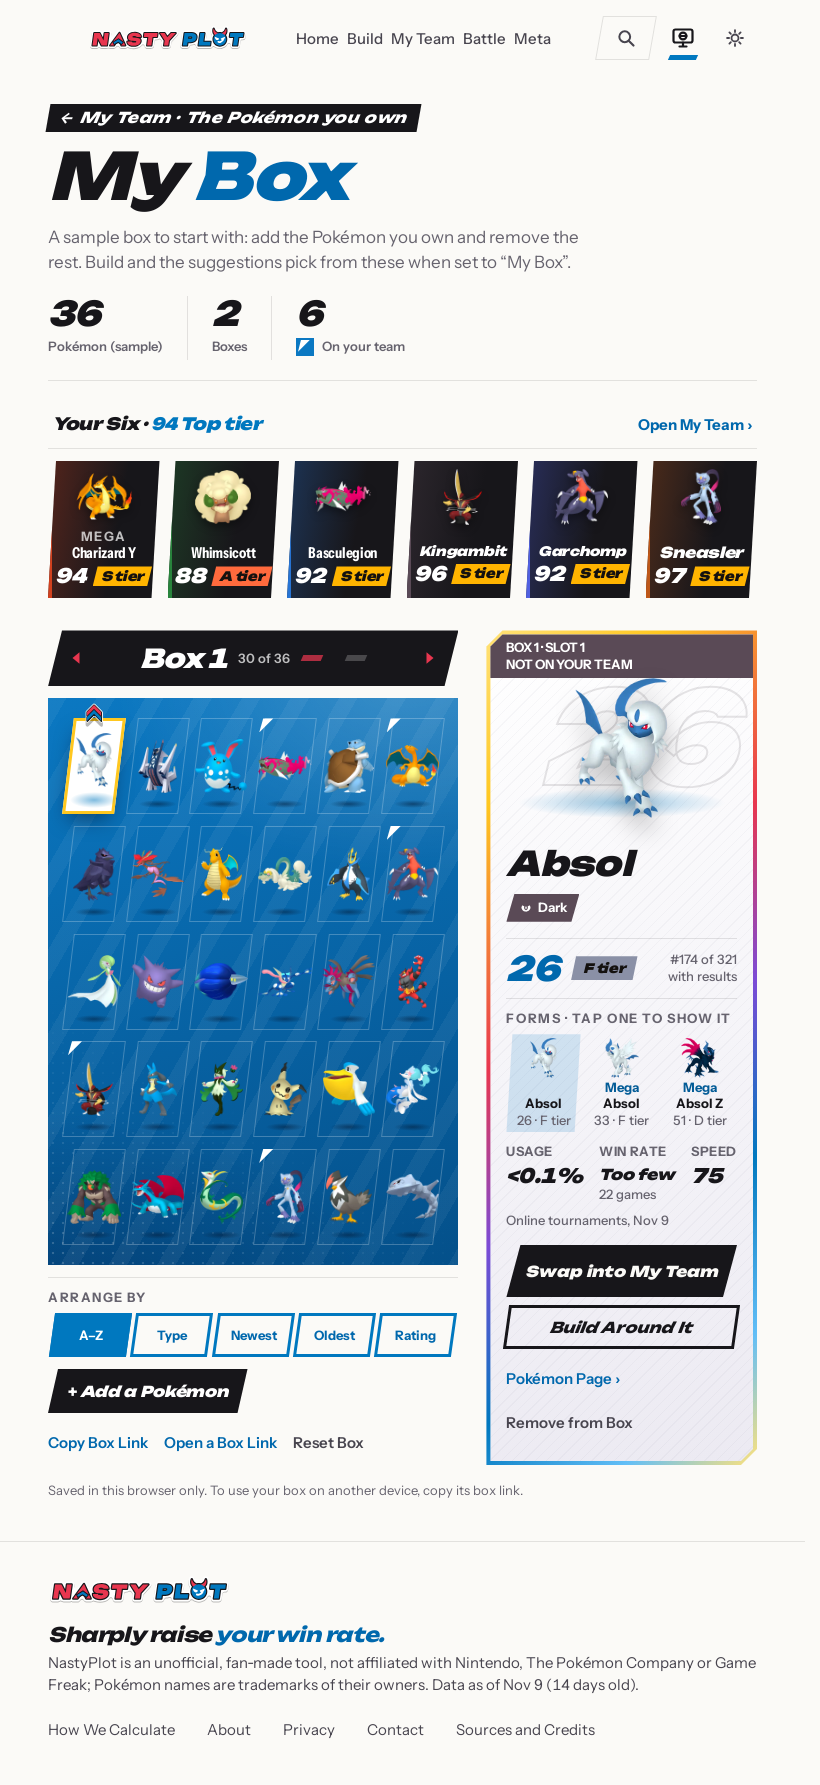 NASTY PLOT
Home Build My Team Battle Meta
← My Team · The Pokémon you own
My Box
A sample box to start with: add the Pokémon you own and remove the
rest. Build and the suggestions pick from these when set to “My Box”.
36 2 6
Pokémon (sample) Boxes On your team
Your Six · 94 Top tier
Open My Team ›
MEGA
Charizard Y
94 S tier
Whimsicott
88 A tier
Basculegion
92 S tier
Kingambit
96 S tier
Garchomp
92 S tier
Sneasler
97 S tier
Box 1 30 of 36
BOX 1 · SLOT 1
NOT ON YOUR TEAM
26
Absol
Dark
26 F tier
#174 of 321
with results
FORMS · TAP ONE TO SHOW IT
Absol
26 · F tier
Mega
Absol
33 · F tier
Mega
Absol Z
51 · D tier
USAGE WIN RATE SPEED
<0.1% Too few 75
22 games
Online tournaments, Nov 9
Swap into My Team
Build Around It
Pokémon Page ›
Remove from Box
ARRANGE BY
A–Z Type Newest Oldest Rating
+ Add a Pokémon
Copy Box Link Open a Box Link Reset Box
Saved in this browser only. To use your box on another device, copy its box link.
NASTY PLOT
Sharply raise your win rate.
NastyPlot is an unofficial, fan-made tool, not affiliated with Nintendo, The Pokémon Company or Game
Freak; Pokémon names are trademarks of their owners. Data as of Nov 9 (14 days old).
How We Calculate About Privacy Contact Sources and Credits